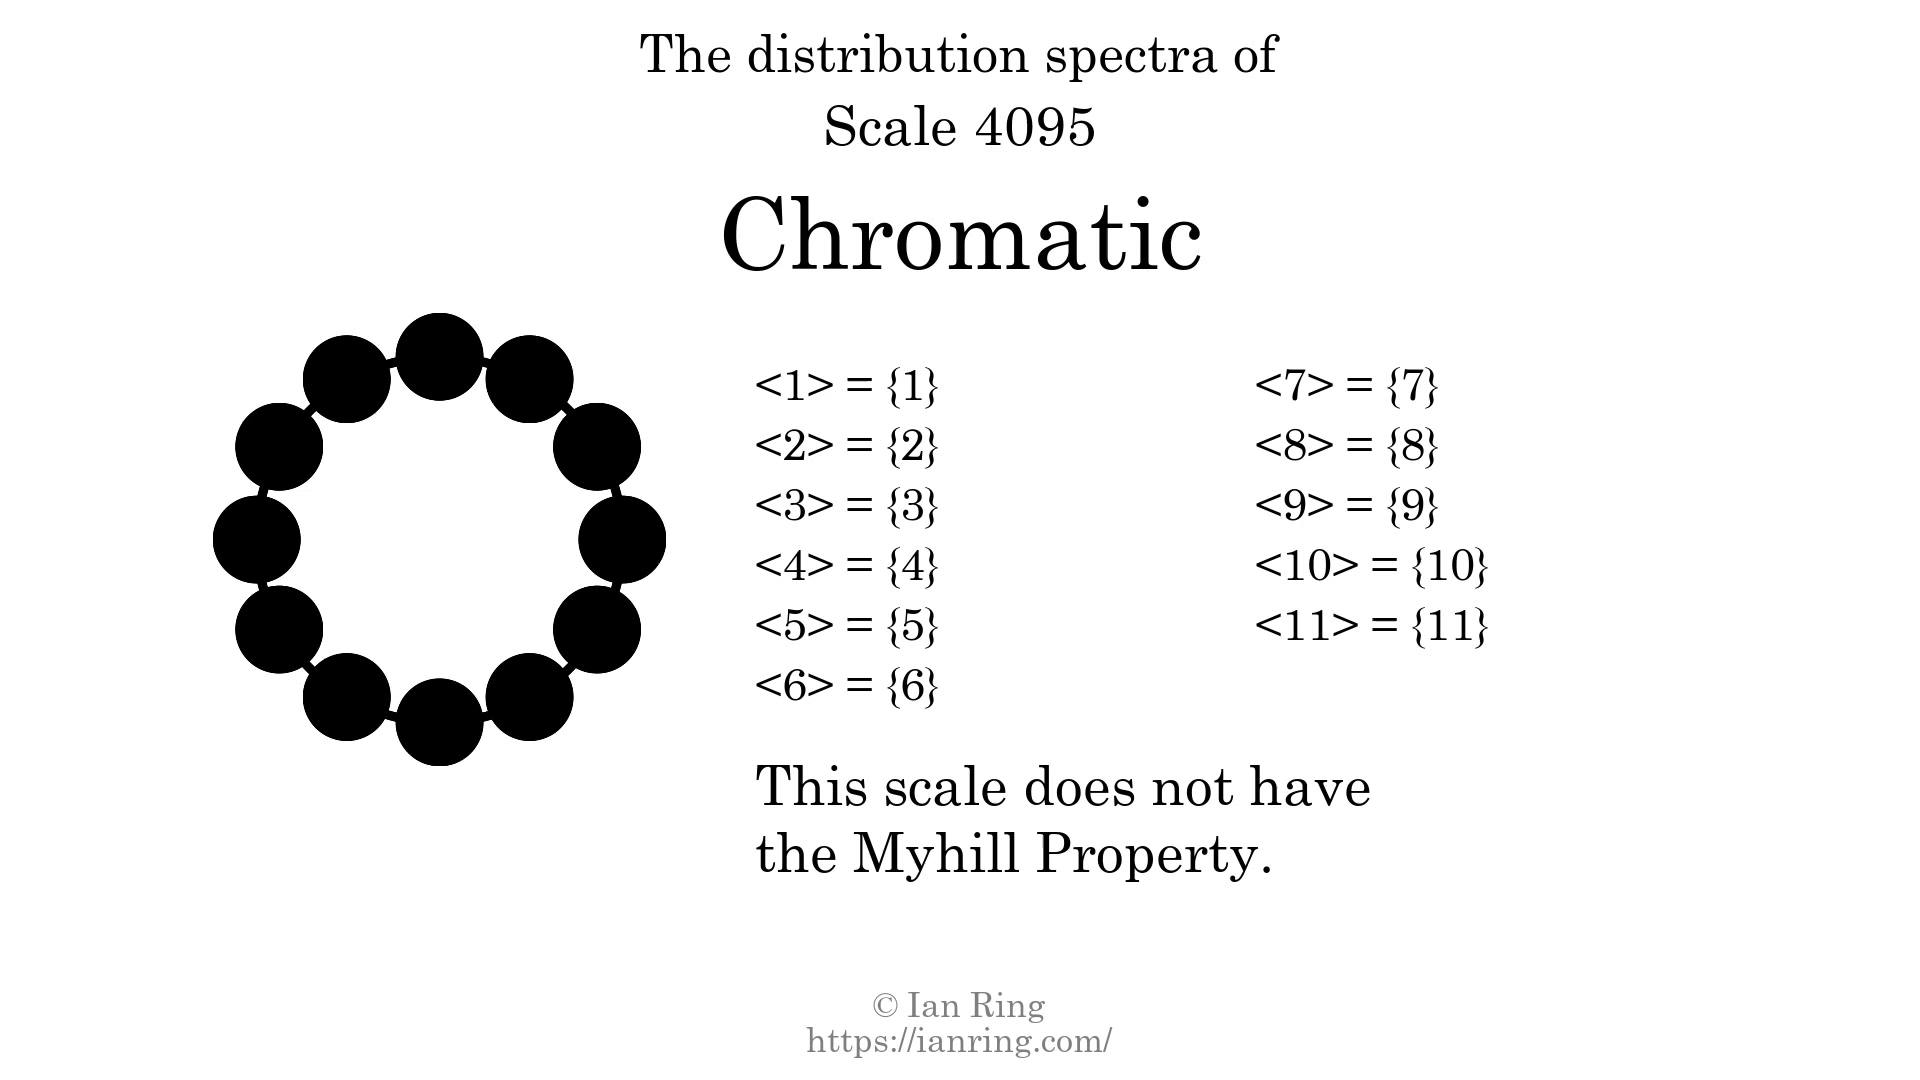 The distribution spectra of
Scale 4095
Chromatic
<1> = {1}
<2> = {2}
<3> = {3}
<4> = {4}
<5> = {5}
<6> = {6}
<7> = {7}
<8> = {8}
<9> = {9}
<10> = {10}
<11> = {11}
This scale does not have
the Myhill Property.
© Ian Ring
https://ianring.com/